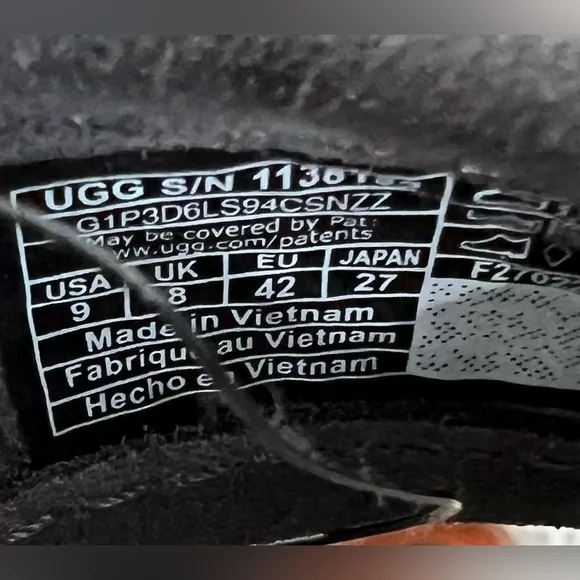 UGG S/N
G1P3D6LS94CSNZZ
May be covered by Pat:
www.ugg.com/patents
USA UK EU JAPAN
9 8 42 27
Made in Vietnam
Fabriqué au Vietnam
Hecho en Vietnam